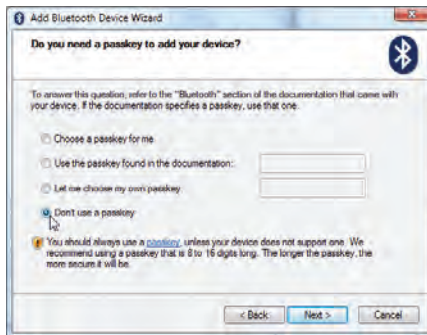 Add Bluetooth Device Wizard
Do you need a passkey to add your device?
To answer this question, refer to the "Bluetooth" section of the documentation that came with
your device. If the documentation specifies a passkey, use that one.
Choose a passkey for me
Use the passkey found in the documentation:
Let me choose my own passkey
Don't use a passkey
You should always use a passkey, unless your device does not support one. We
recommend using a passkey that is 8 to 16 digits long. The longer the passkey, the
more secure it will be.
< Back
Next >
Cancel